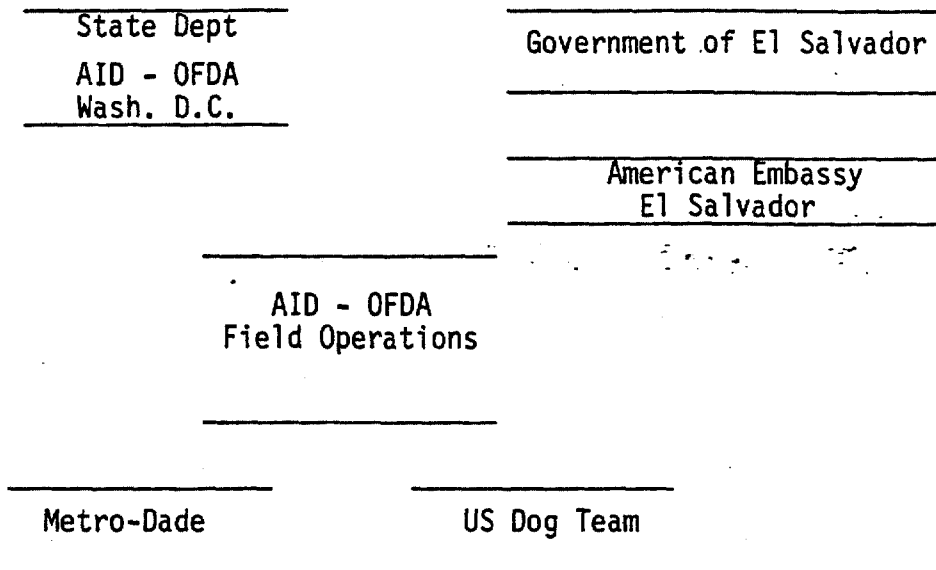 State Dept
AID - OFDA
Wash. D.C.
Government of El Salvador
American Embassy
El Salvador
AID - OFDA
Field Operations
Metro-Dade
US Dog Team